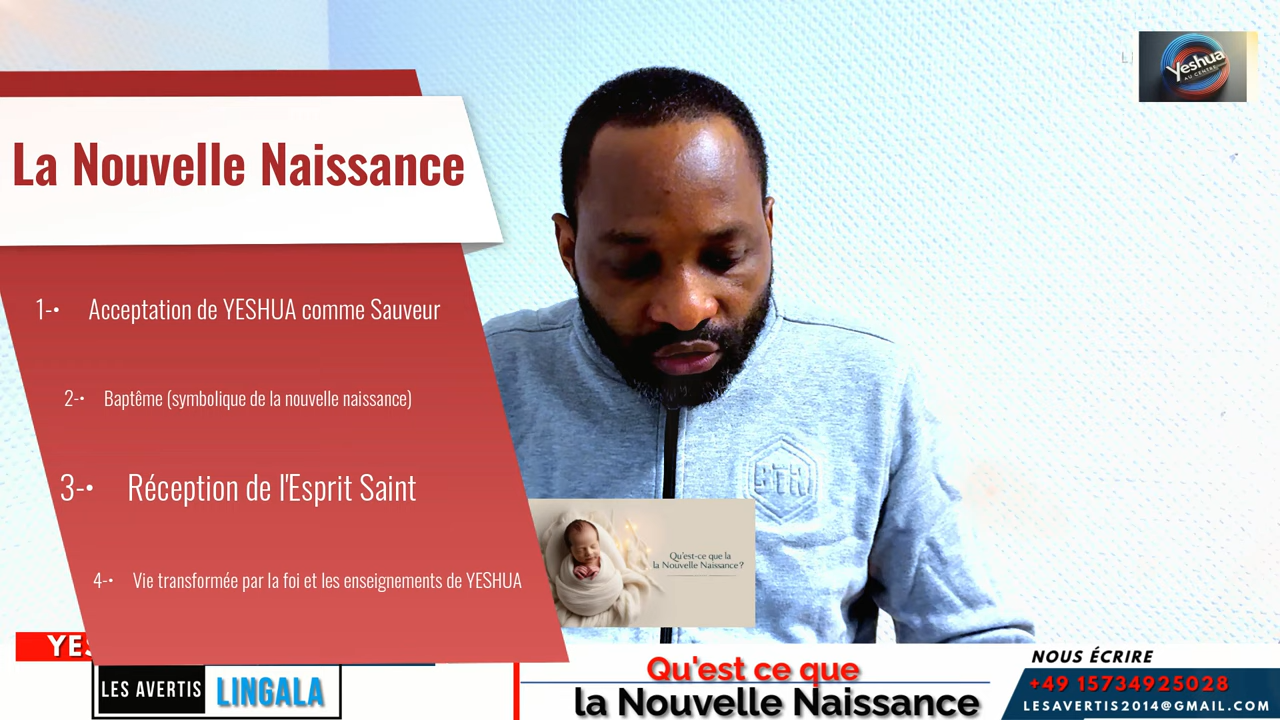 Yeshua
AU CENTRE
La Nouvelle Naissance
1-• Acceptation de YESHUA comme Sauveur
2-• Baptême (symbolique de la nouvelle naissance)
3-• Réception de l'Esprit Saint
4-• Vie transformée par la foi et les enseignements de YESHUA
Qu'est-ce que la
la Nouvelle Naissance?
LES AVERTIS
LINGALA
Qu'est ce que
la Nouvelle Naissance
NOUS ÉCRIRE
+49 15734925028
LESAVERTIS2014@GMAIL.COM